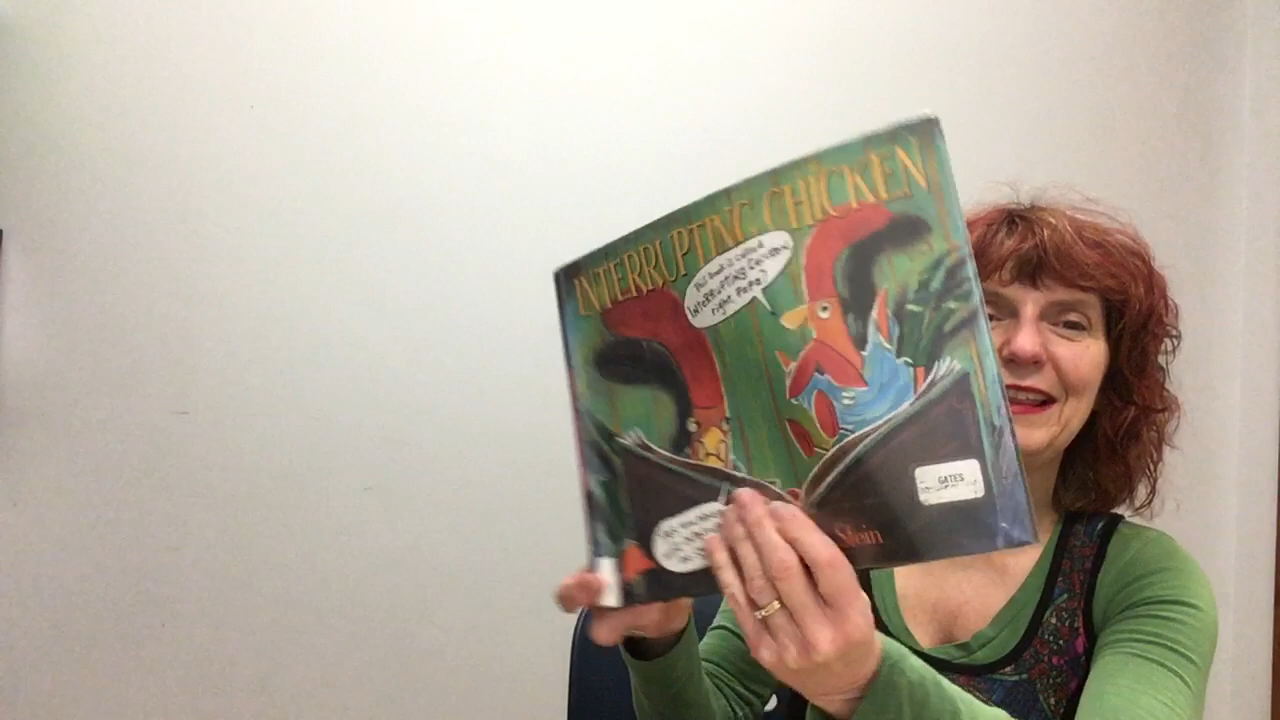 INTERRUPTING CHICKEN
This book is called
INTERRUPTING CHICKEN,
right Papa?
GATES
Stein